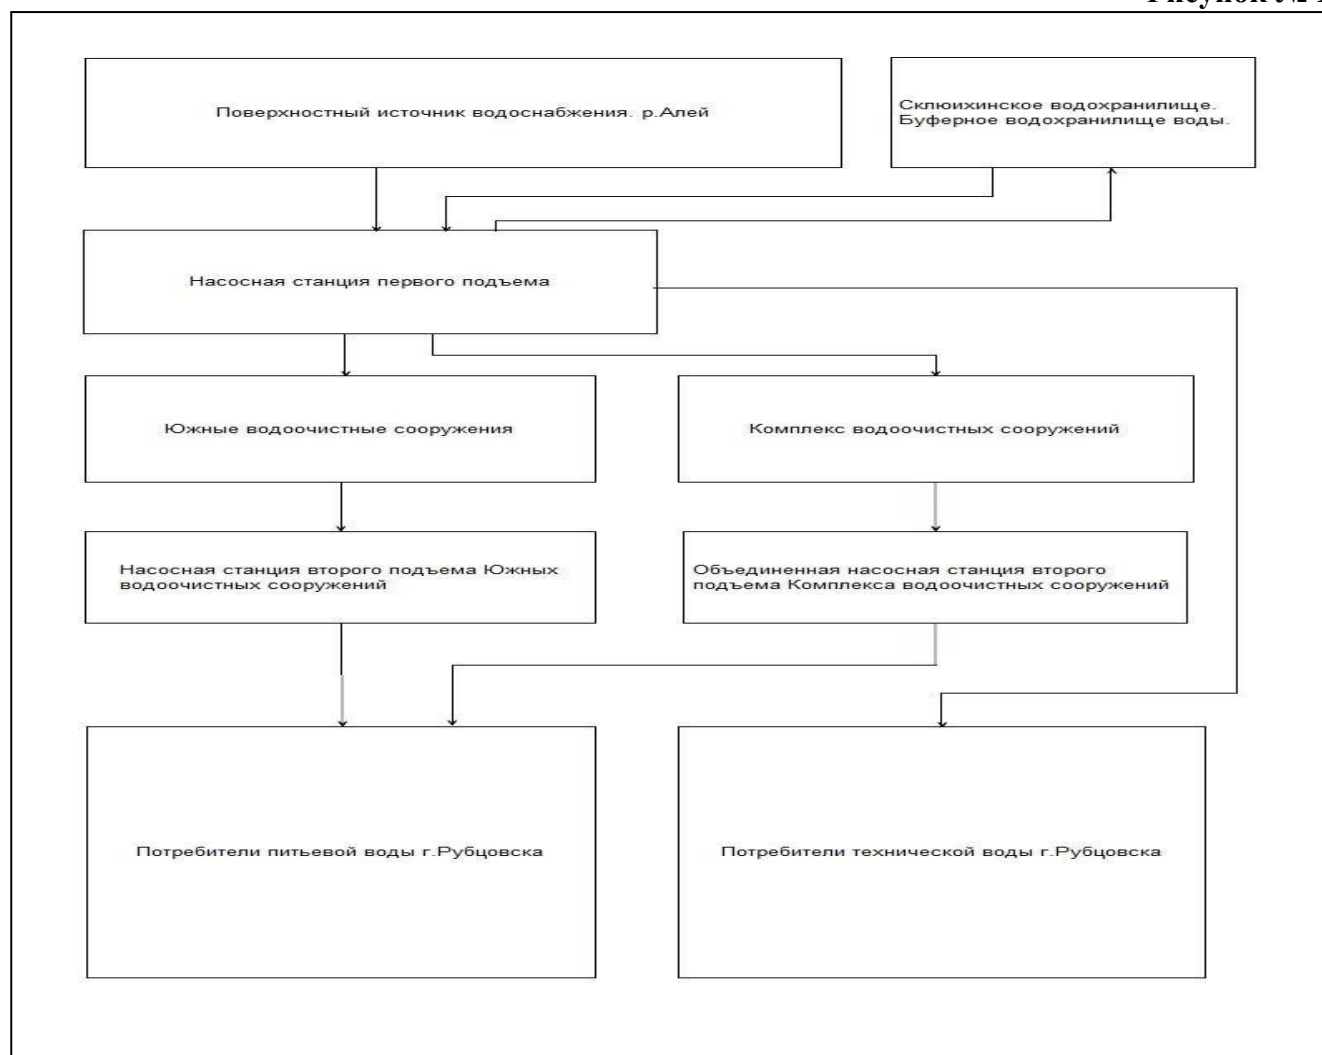 Поверхностный источник водоснабжения. р.Алей
Склюихинское водохранилище.
Буферное водохранилище воды.
Насосная станция первого подъема
Южные водоочистные сооружения
Комплекс водоочистных сооружений
Насосная станция второго подъема Южных
водоочистных сооружений
Объединенная насосная станция второго
подъема Комплекса водоочистных сооружений
Потребители питьевой воды г.Рубцовска
Потребители технической воды г.Рубцовска